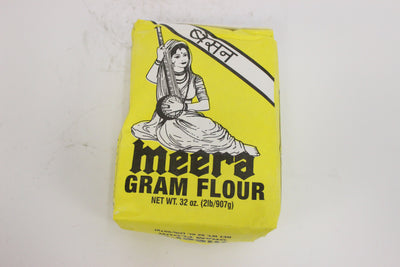 बेसन
meera
GRAM FLOUR
NET WT. 32 oz. (2lb/907g)